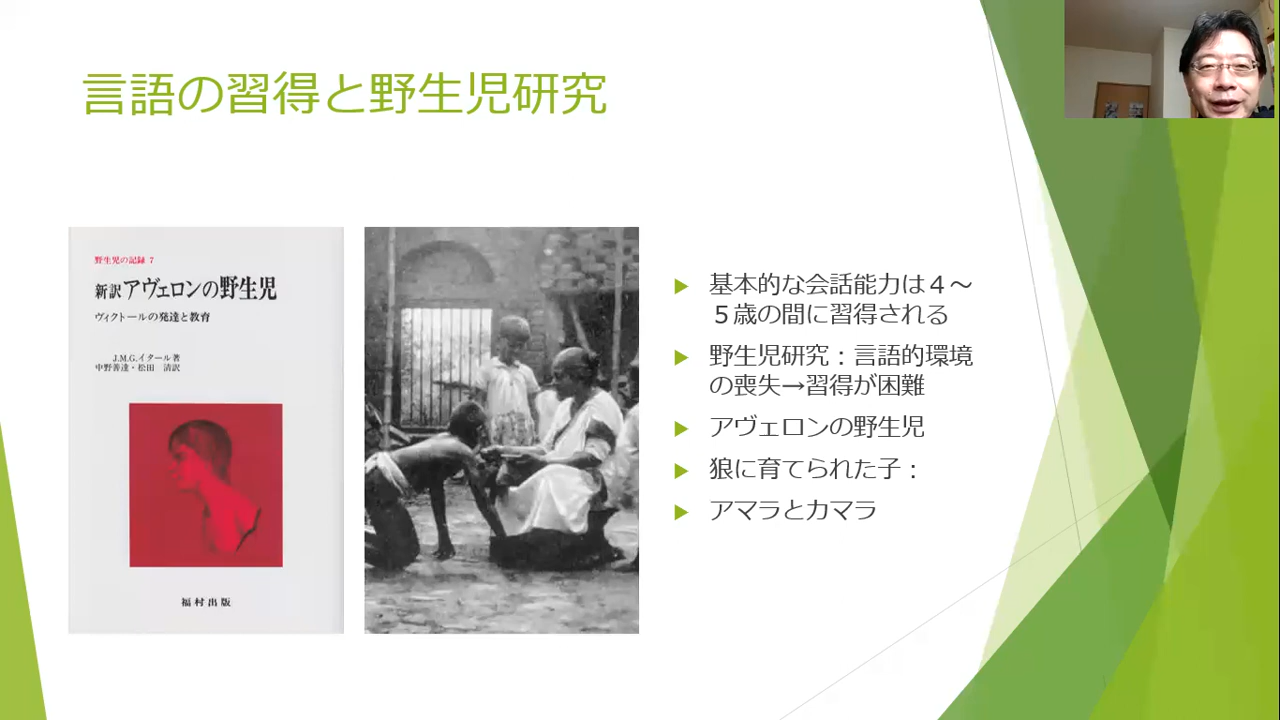 言語の習得と野生児研究
野生児の記録 7
新訳アヴェロンの野生児
ヴィクトールの発達と教育
J.M.G.イタール著
中野善達・松田 清訳
福村出版
基本的な会話能力は４～
５歳の間に習得される
野生児研究：言語的環境
の喪失→習得が困難
アヴェロンの野生児
狼に育てられた子：
アマラとカマラ